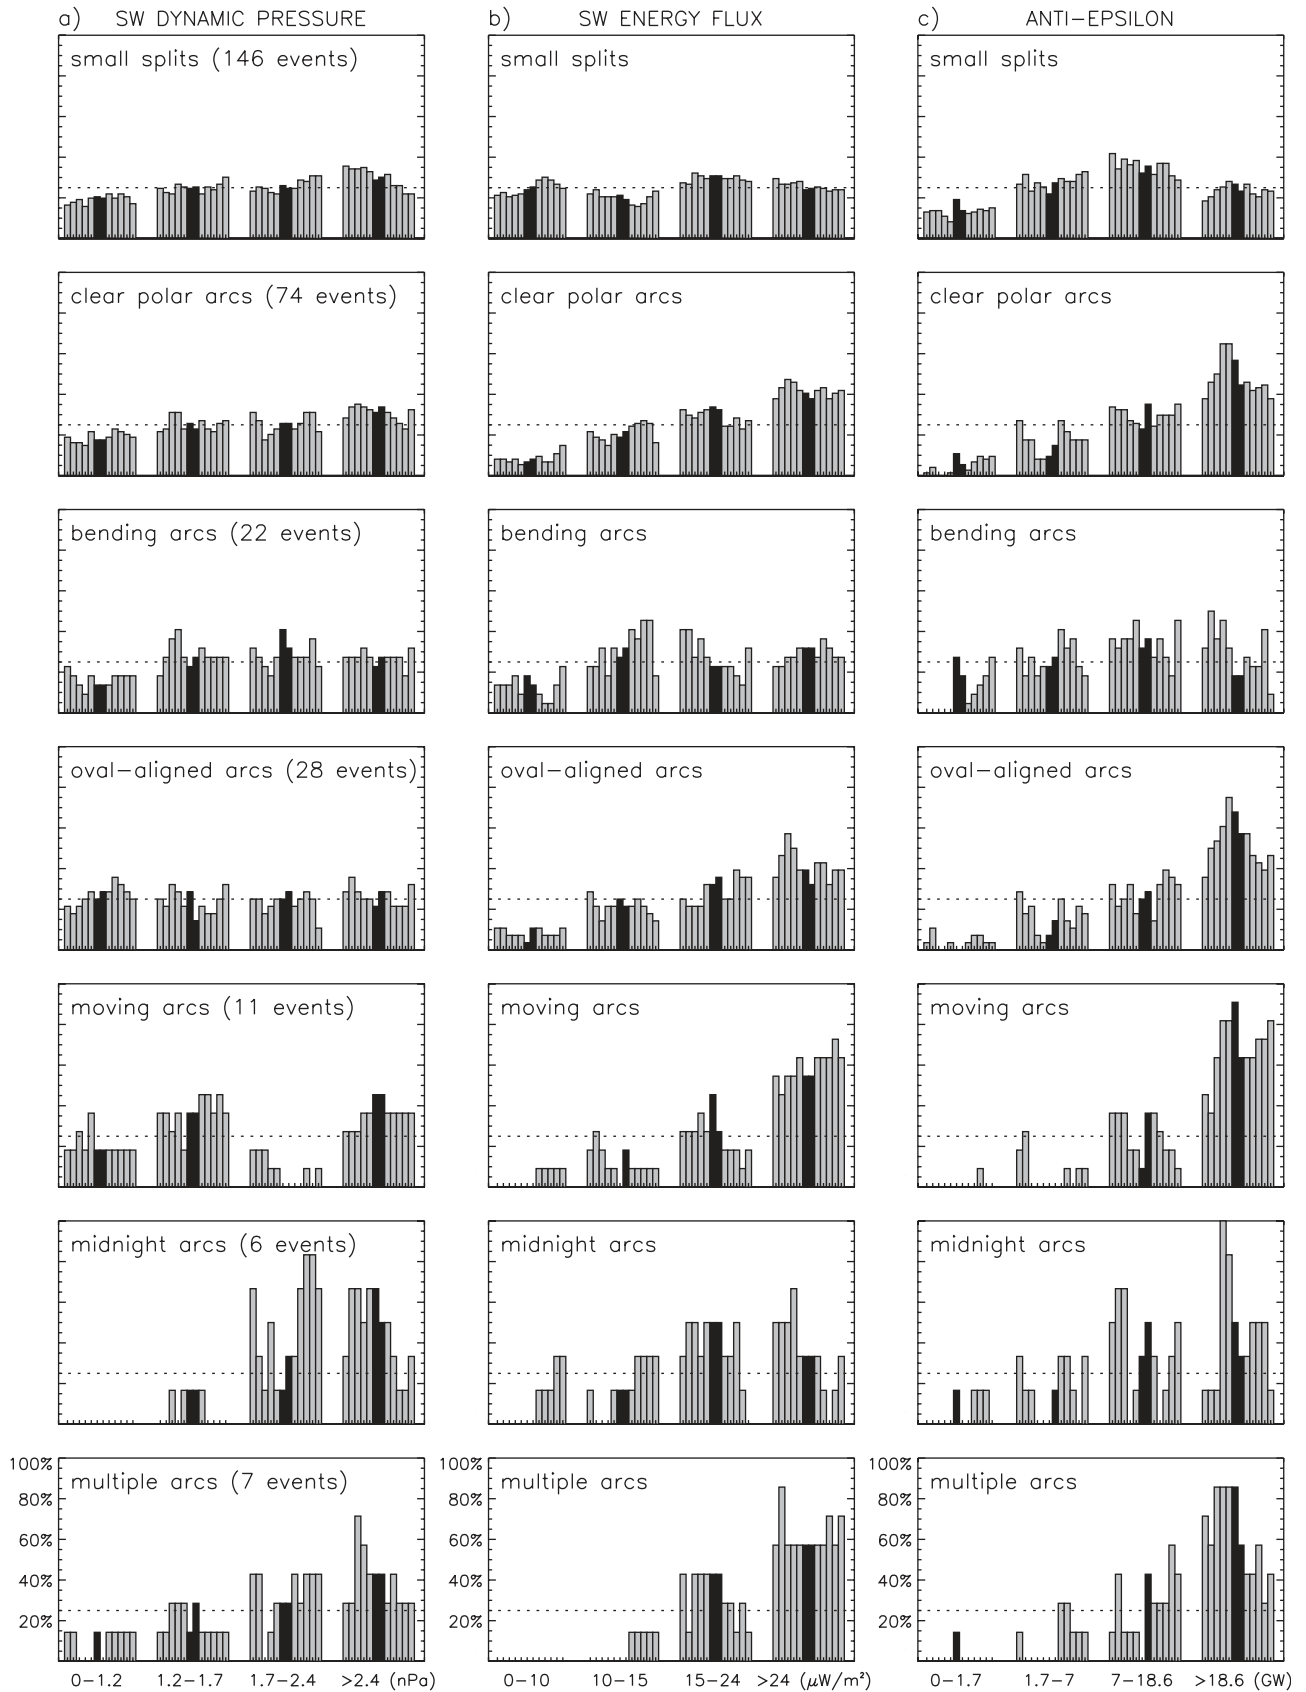 a) SW DYNAMIC PRESSURE b) SW ENERGY FLUX c) ANTI−EPSILON
small splits (146 events) small splits small splits
clear polar arcs (74 events) clear polar arcs clear polar arcs
bending arcs (22 events) bending arcs bending arcs
oval−aligned arcs (28 events) oval−aligned arcs oval−aligned arcs
moving arcs (11 events) moving arcs moving arcs
midnight arcs (6 events) midnight arcs midnight arcs
100% 100% 100%
multiple arcs (7 events) multiple arcs multiple arcs
80% 80% 80%
60% 60% 60%
40% 40% 40%
20% 20% 20%
0−1.2 1.2−1.7 1.7−2.4 >2.4 (nPa) 0−10 10−15 15−24 >24 (μW/m²) 0−1.7 1.7−7 7−18.6 >18.6 (GW)